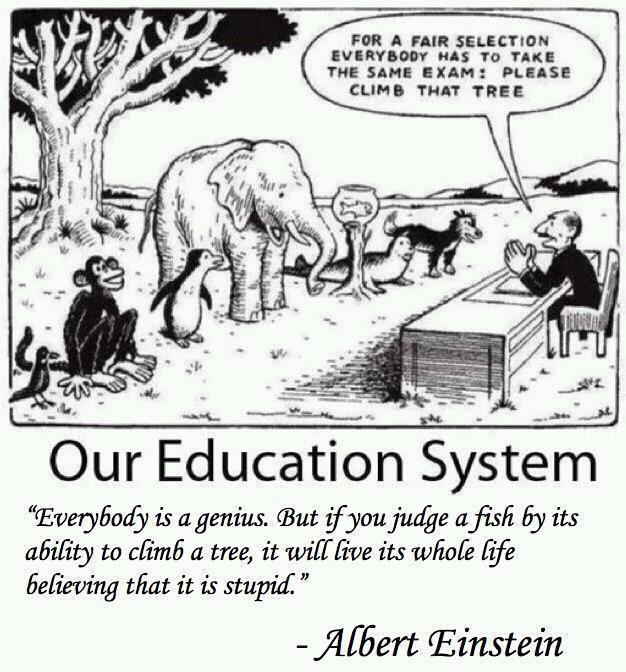 FOR A FAIR SELECTION
EVERYBODY HAS TO TAKE
THE SAME EXAM: PLEASE
CLIMB THAT TREE
Our Education System
“Everybody is a genius. But if you judge a fish by its
ability to climb a tree, it will live its whole life
believing that it is stupid.”
- Albert Einstein